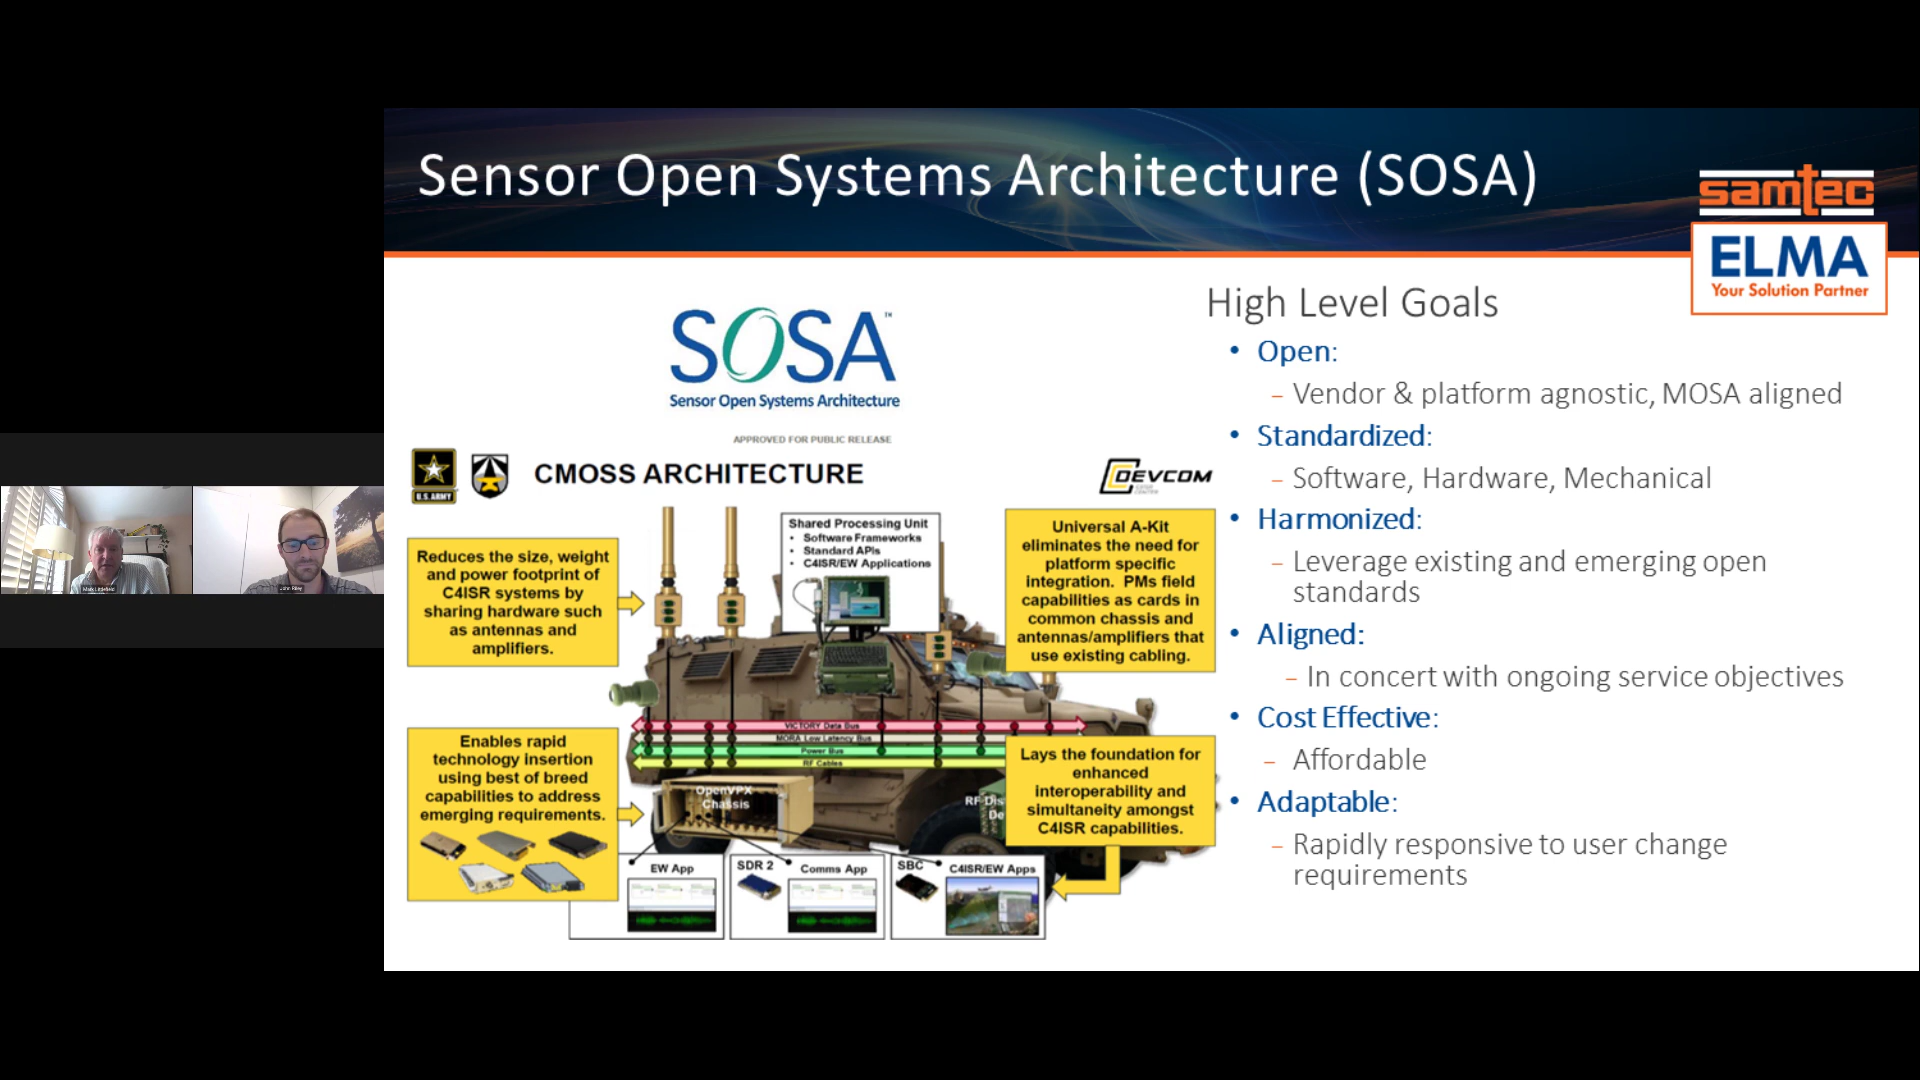 Sensor Open Systems Architecture (SOSA)
samtec
ELMA
Your Solution Partner
SOSA™
Sensor Open Systems Architecture
APPROVED FOR PUBLIC RELEASE
U.S. ARMY
CMOSS ARCHITECTURE
DEVCOM
Reduces the size, weight
and power footprint of
C4ISR systems by
sharing hardware such
as antennas and
amplifiers.
Shared Processing Unit
• Software Frameworks
• Standard APIs
• C4ISR/EW Applications
Universal A-Kit
eliminates the need for
platform specific
integration. PMs field
capabilities as cards in
common chassis and
antennas/amplifiers that
use existing cabling.
VICTORY Data Bus
MORA Low Latency Bus
Power Bus
RF Cables
Enables rapid
technology insertion
using best of breed
capabilities to address
emerging requirements.
OpenVPX
Chassis
RF Dis
De
Lays the foundation for
enhanced
interoperability and
simultaneity amongst
C4ISR capabilities.
EW App
SDR 2
Comms App
SBC
C4ISR/EW Apps
High Level Goals
• Open:
– Vendor & platform agnostic, MOSA aligned
• Standardized:
– Software, Hardware, Mechanical
• Harmonized:
– Leverage existing and emerging open
standards
• Aligned:
– In concert with ongoing service objectives
• Cost Effective:
– Affordable
• Adaptable:
– Rapidly responsive to user change
requirements
Mark Littlefield
John Riley